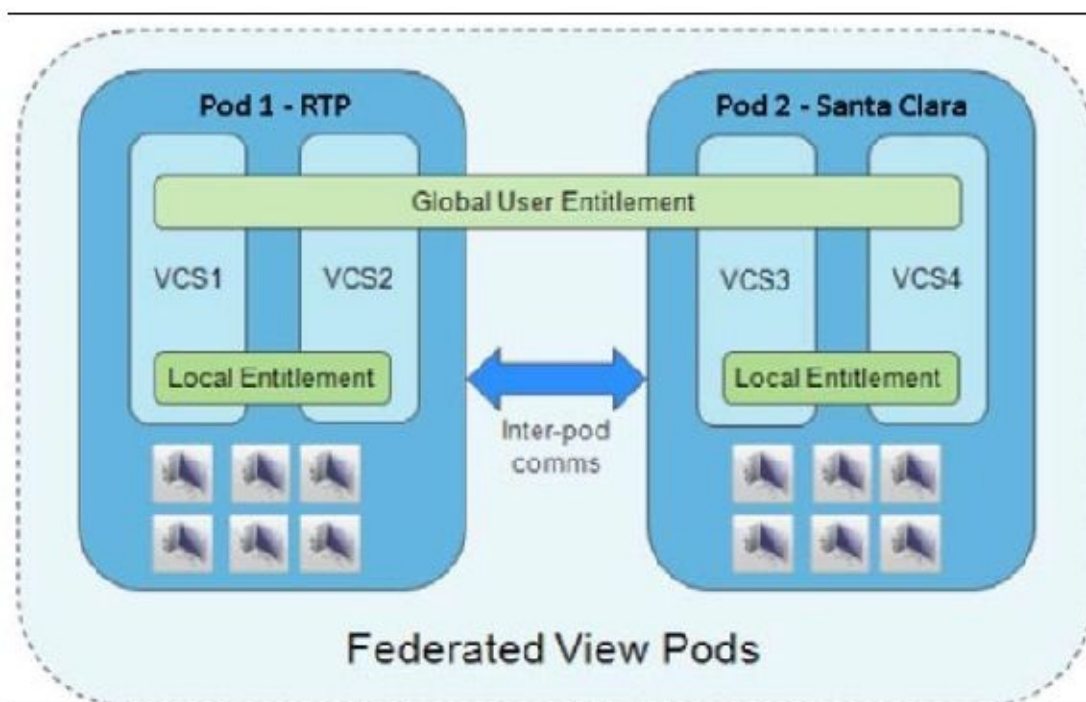 Pod 1 - RTP
Pod 2 - Santa Clara
Global User Entitlement
VCS1
VCS2
VCS3
VCS4
Local Entitlement
Local Entitlement
Inter-pod
comms
Federated View Pods